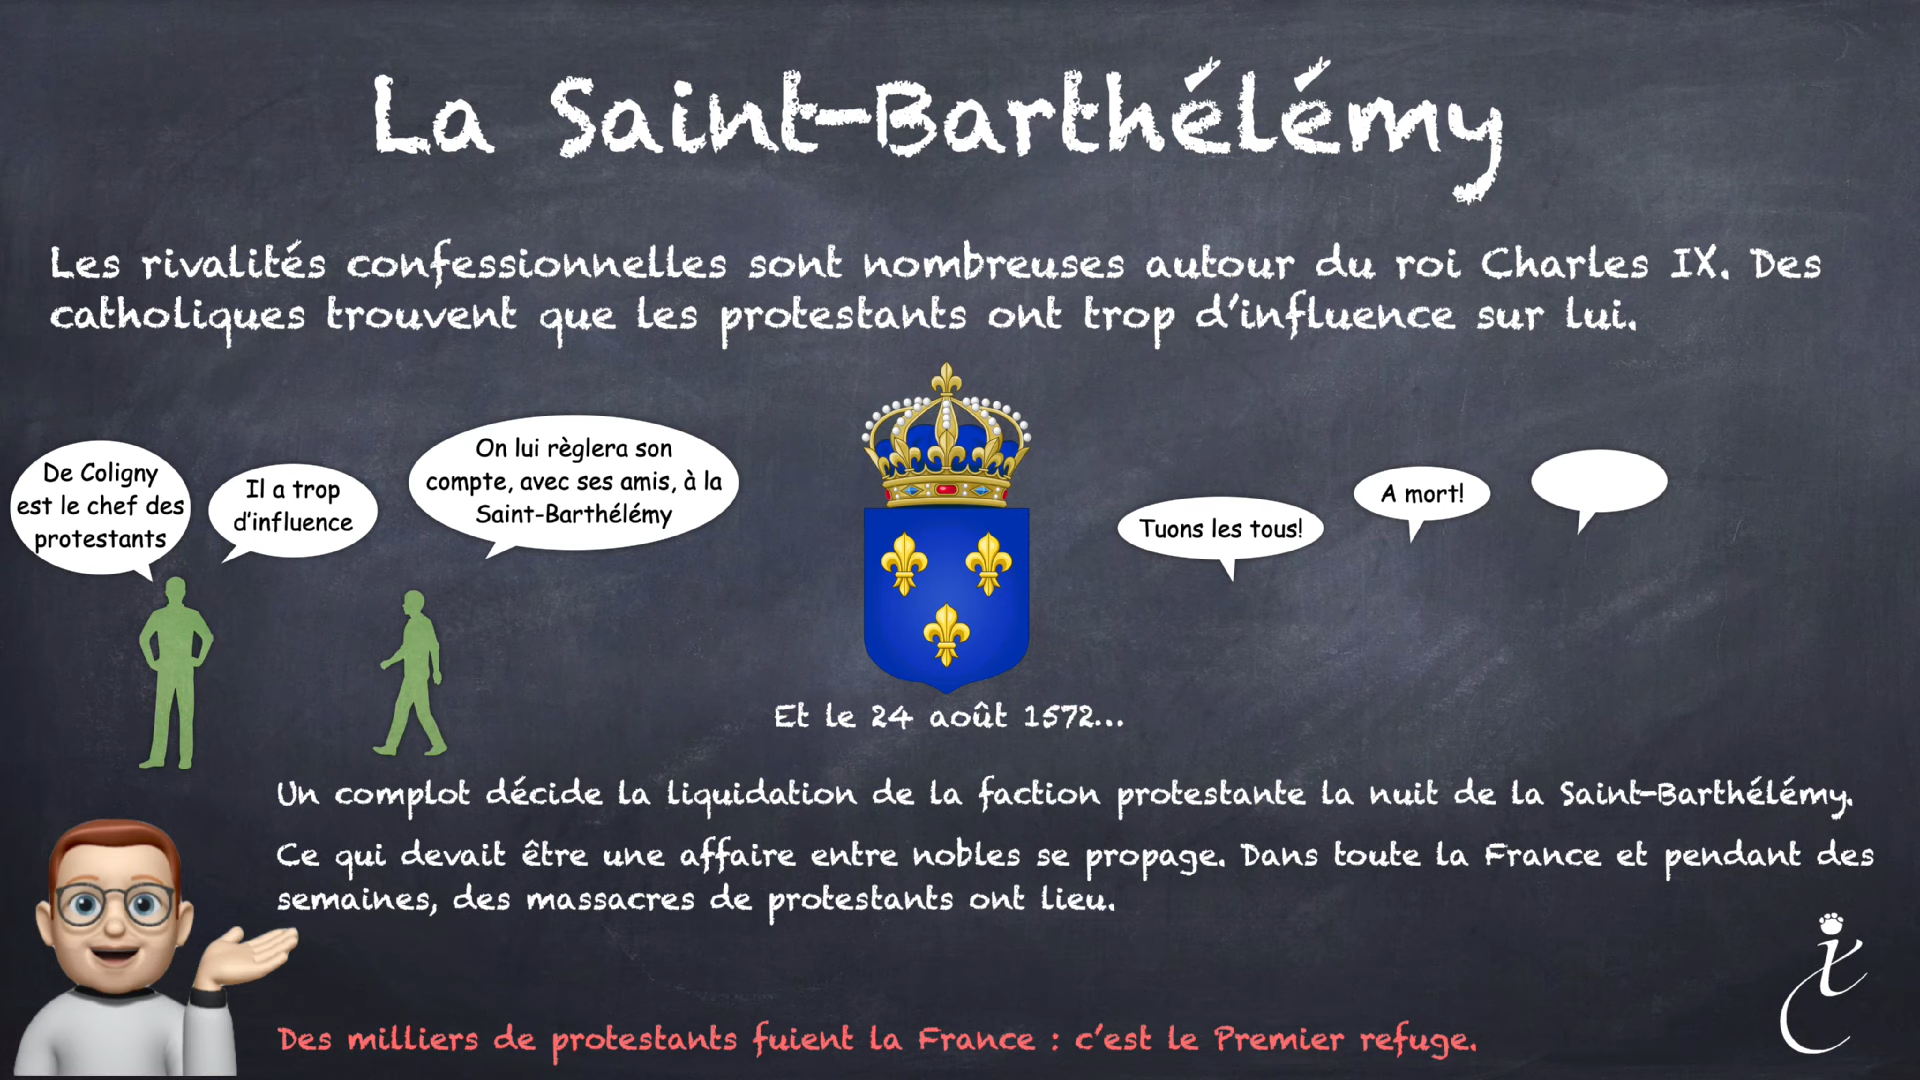 La Saint-Barthélémy
Les rivalités confessionnelles sont nombreuses autour du roi Charles IX. Des
catholiques trouvent que les protestants ont trop d'influence sur lui.
De Coligny
est le chef des
protestants
Il a trop
d'influence
On lui règlera son
compte, avec ses amis, à la
Saint-Barthélémy
Tuons les tous!
A mort!
Et le 24 août 1572...
Un complot décide la liquidation de la faction protestante la nuit de la Saint-Barthélémy.
Ce qui devait être une affaire entre nobles se propage. Dans toute la France et pendant des
semaines, des massacres de protestants ont lieu.
Des milliers de protestants fuient la France : c'est le Premier refuge.